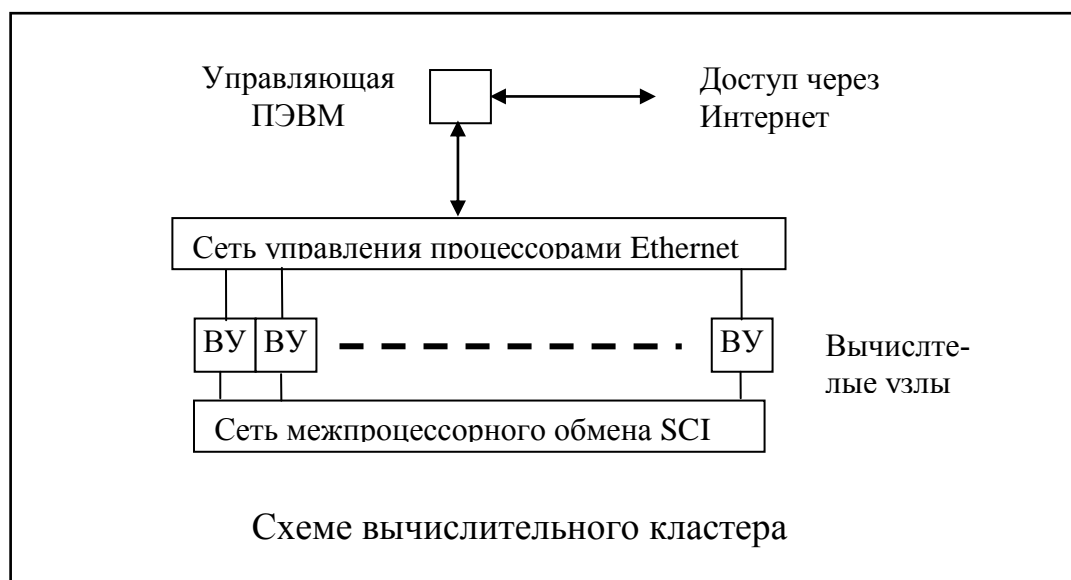 Управляющая
ПЭВМ
Доступ через
Интернет
Сеть управления процессорами Ethernet
ВУ ВУ ВУ
Вычислте-
лые узлы
Сеть межпроцессорного обмена SCI
Схеме вычислительного кластера